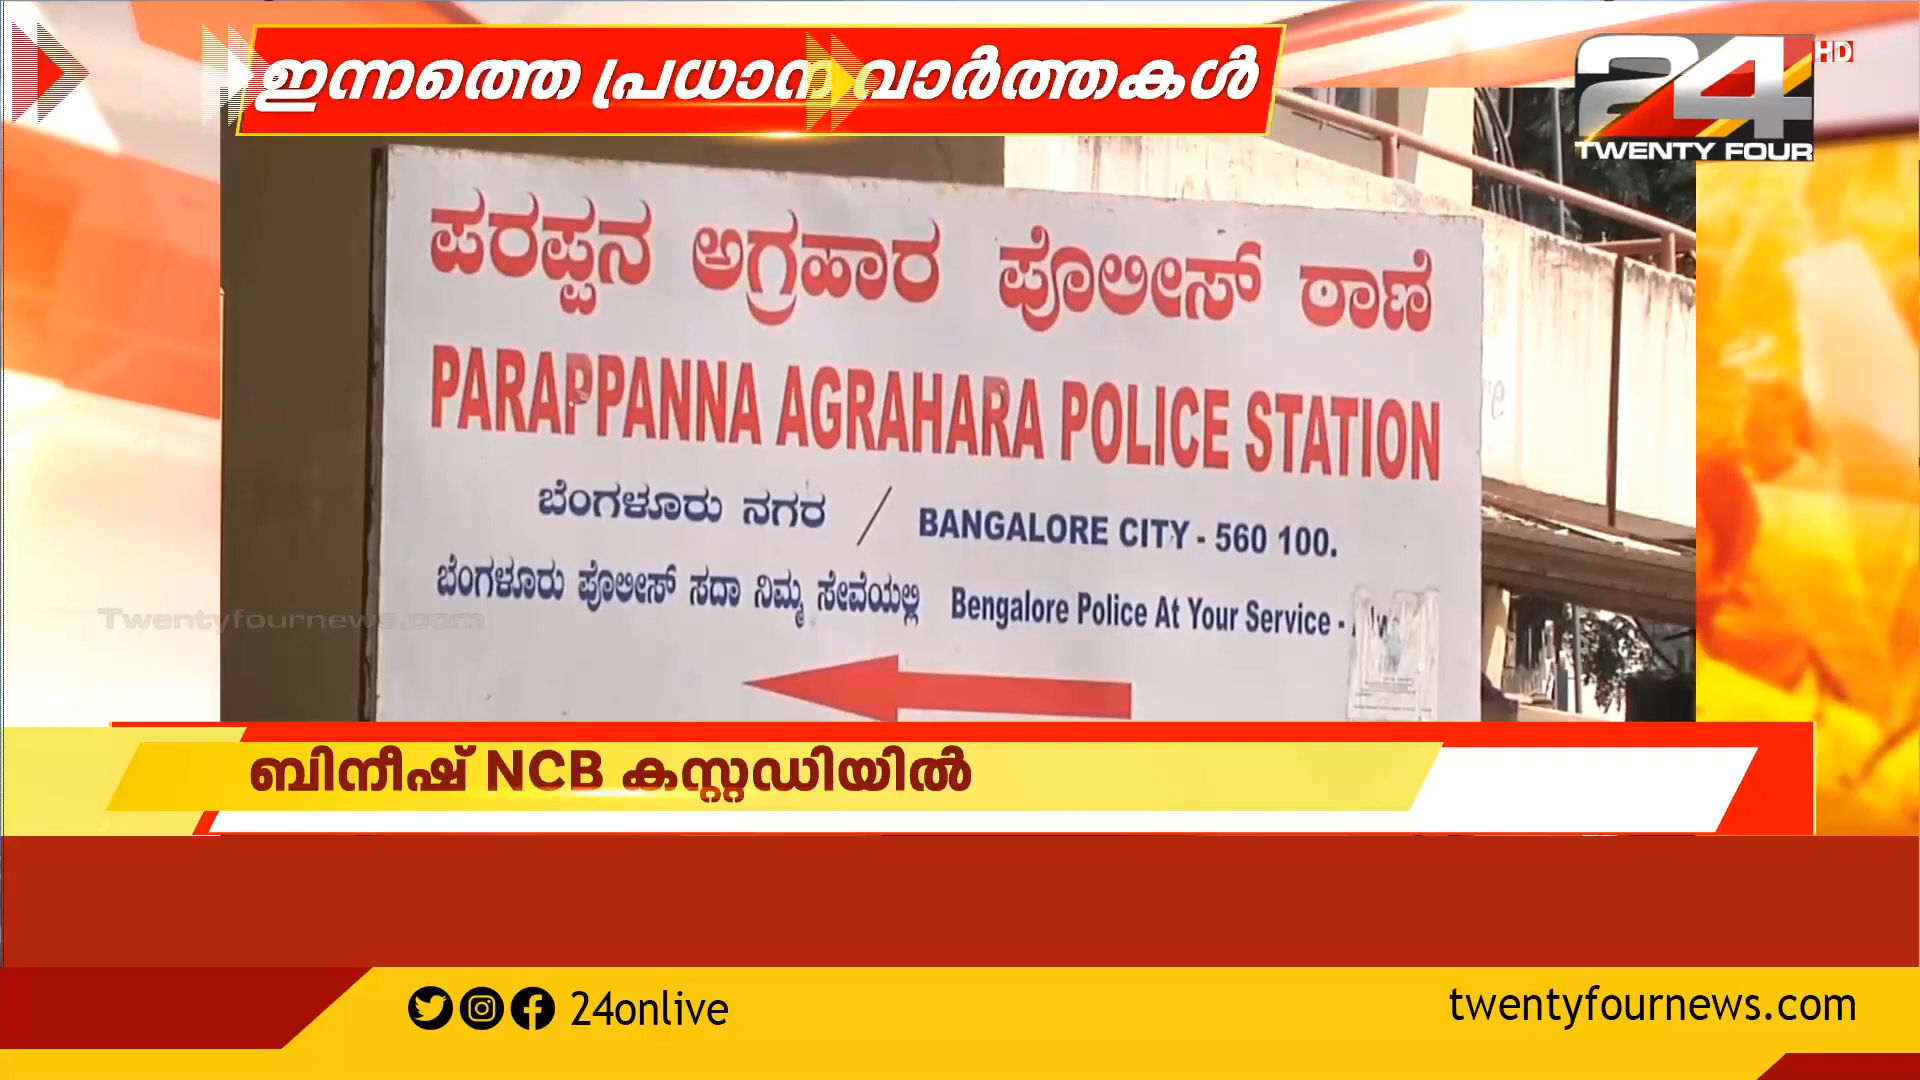 ഇന്നത്തെ പ്രധാന വാർത്തകൾ
24 HD
TWENTY FOUR
ಪರಪ್ಪನ ಅಗ್ರಹಾರ ಪೊಲೀಸ್ ಠಾಣೆ
PARAPPANNA AGRAHARA POLICE STATION
ಬೆಂಗಳೂರು ನಗರ / BANGALORE CITY - 560 100.
ಬೆಂಗಳೂರು ಪೊಲೀಸ್ ಸದಾ ನಿಮ್ಮ ಸೇವೆಯಲ್ಲಿ Bengalore Police At Your Service -
Twentyfournews.com
ബിനീഷ് NCB കസ്റ്റഡിയിൽ
24onlive
twentyfournews.com